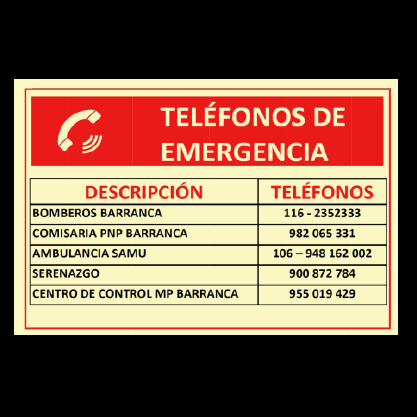 TELÉFONOS DE
EMERGENCIA
DESCRIPCIÓN TELÉFONOS
BOMBEROS BARRANCA 116 - 2352333
COMISARIA PNP BARRANCA 982 065 331
AMBULANCIA SAMU 106 – 948 162 002
SERENAZGO 900 872 784
CENTRO DE CONTROL MP BARRANCA 955 019 429